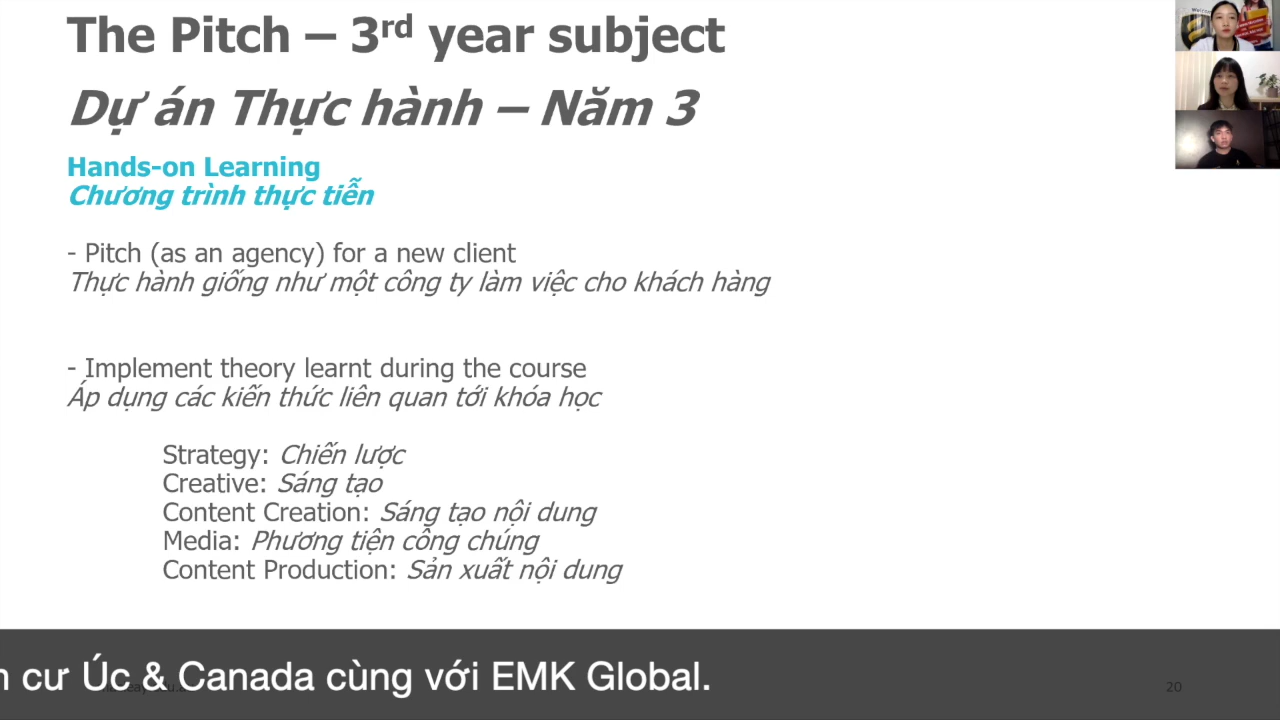 The Pitch – 3rd year subject
Dự án Thực hành – Năm 3
Hands-on Learning
Chương trình thực tiễn
- Pitch (as an agency) for a new client
Thực hành giống như một công ty làm việc cho khách hàng
- Implement theory learnt during the course
Áp dụng các kiến thức liên quan tới khóa học
Strategy: Chiến lược
Creative: Sáng tạo
Content Creation: Sáng tạo nội dung
Media: Phương tiện công chúng
Content Production: Sản xuất nội dung
cư Úc & Canada cùng với EMK Global.
20